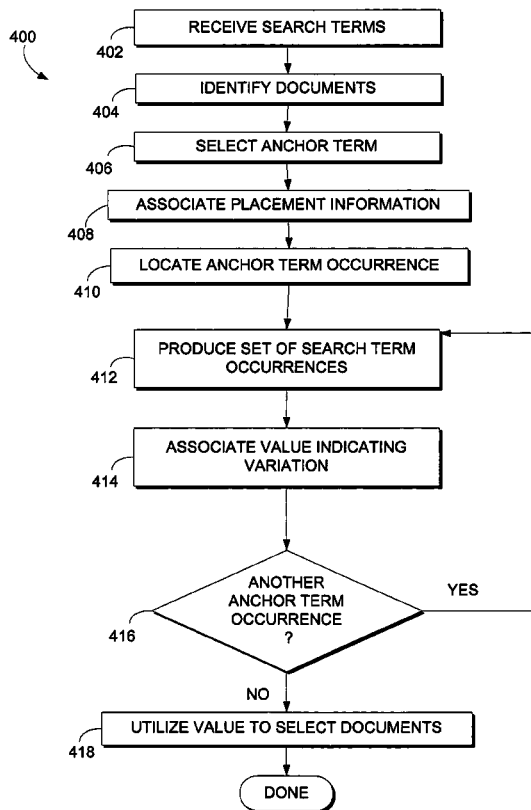 400
RECEIVE SEARCH TERMS
402
IDENTIFY DOCUMENTS
404
SELECT ANCHOR TERM
406
ASSOCIATE PLACEMENT INFORMATION
408
LOCATE ANCHOR TERM OCCURRENCE
410
PRODUCE SET OF SEARCH TERM
OCCURRENCES
412
ASSOCIATE VALUE INDICATING
VARIATION
414
ANOTHER
ANCHOR TERM
OCCURRENCE
?
416
YES
NO
UTILIZE VALUE TO SELECT DOCUMENTS
418
DONE